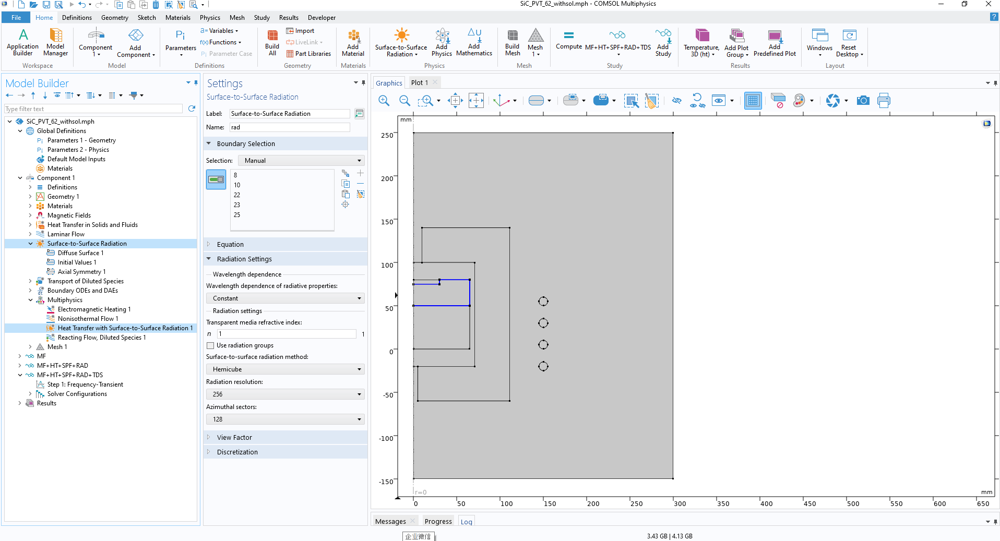 SiC_PVT_62_withsol.mph - COMSOL Multiphysics
File Home Definitions Geometry Sketch Materials Physics Mesh Study Results Developer
Application Builder
Model Manager
Workspace
Component 1
Add Component
Model
Pi Parameters
a= Variables
f(x) Functions
Pi Parameter Case
Definitions
Build All
Import
LiveLink
Part Libraries
Geometry
Add Material
Materials
Surface-to-Surface Radiation
Add Physics
ΔU Add Mathematics
Physics
Build Mesh
Mesh 1
Mesh
Compute
MF+HT+SPF+RAD+TDS
Add Study
Study
Temperature, 3D (ht)
Add Plot Group
Add Predefined Plot
Results
Windows
Reset Desktop
Layout
Model Builder
Type filter text
SiC_PVT_62_withsol.mph
Global Definitions
Pi Parameters 1 - Geometry
Pi Parameters 2 - Physics
Default Model Inputs
Materials
Component 1
Definitions
Geometry 1
Materials
Magnetic Fields
Heat Transfer in Solids and Fluids
Laminar Flow
Surface-to-Surface Radiation
Diffuse Surface 1
Initial Values 1
Axial Symmetry 1
Transport of Diluted Species
Boundary ODEs and DAEs
Multiphysics
Electromagnetic Heating 1
Nonisothermal Flow 1
Heat Transfer with Surface-to-Surface Radiation 1
Reacting Flow, Diluted Species 1
Mesh 1
MF
MF+HT+SPF+RAD
MF+HT+SPF+RAD+TDS
Step 1: Frequency-Transient
Solver Configurations
Results
Settings
Surface-to-Surface Radiation
Label: Surface-to-Surface Radiation
Name: rad
Boundary Selection
Selection: Manual
8
10
22
23
25
Equation
Radiation Settings
Wavelength dependence
Wavelength dependence of radiative properties:
Constant
Radiation settings
Transparent media refractive index:
n 1 1
Use radiation groups
Surface-to-surface radiation method:
Hemicube
Radiation resolution:
256
Azimuthal sectors:
128
View Factor
Discretization
Graphics Plot 1
mm
250
200
150
100
50
0
-50
-100
-150
r=0
mm
0 50 100 150 200 250 300 350 400 450 500 550 600 650
Messages Progress Log
企业微信
3.43 GB | 4.13 GB